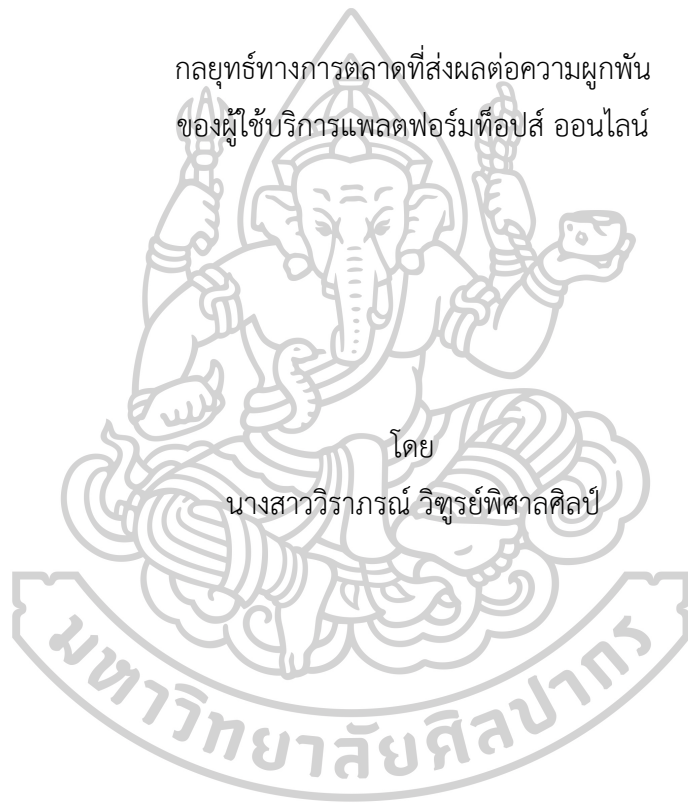 กลยุทธ์ทางการตลาดที่ส่งผลต่อความผูกพัน
ของผู้ใช้บริการแพลตฟอร์มท็อปส์ ออนไลน์
โดย
นางสาววิราภรณ์ วิฑูรย์พิศาลศิลป์
มหาวิทยาลัยศิลปากร